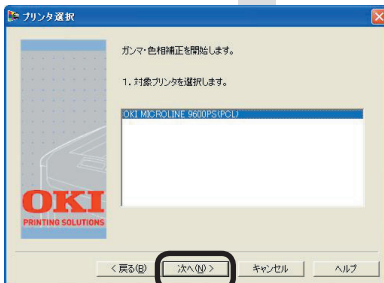 プリンタ選択
ガンマ・色相補正を開始します。
1. 対象プリンタを選択します。
OKI MICROLINE 9600PS(PCL)
OKI
PRINTING SOLUTIONS
< 戻る(B)
次へ(N) >
キャンセル
ヘルプ